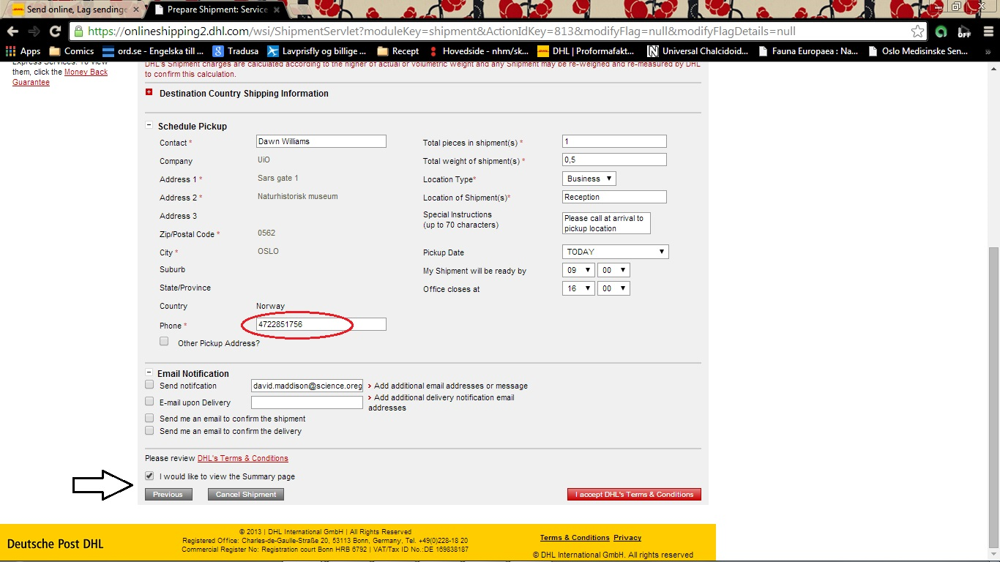 Send online, Lag sendinge
Prepare Shipment: Service
https://onlineshipping2.dhl.com/wsi/ShipmentServlet?moduleKey=shipment&ActionIdKey=813&modifyFlag=null&modifyFlagDetails=null
OFF
Apps Comics ord.se - Engelska till ... Tradusa Lavprisfly og billige ... Recept Hovedside - nhm/sk... DHL | Proformafakt... Universal Chalcidoid... Fauna Europaea : Na... Oslo Medisinske Sen... »
Express Services. To view
them, click the Money Back
Guarantee
DHL's Shipment charges are calculated according to the higher of actual or volumetric weight and any Shipment may be re-weighed and re-measured by DHL
to confirm this calculation.
Destination Country Shipping Information
Schedule Pickup
Contact * Dawn Williams
Company UiO
Address 1 * Sars gate 1
Address 2 * Naturhistorisk museum
Address 3
Zip/Postal Code * 0562
City * OSLO
Suburb
State/Province
Country Norway
Phone * 4722851756
Other Pickup Address?
Total pieces in shipment(s) * 1
Total weight of shipment(s) * 0,5
Location Type* Business
Location of Shipment(s)* Reception
Special Instructions
(up to 70 characters)
Please call at arrival to
pickup location
Pickup Date TODAY
My Shipment will be ready by 09 00
Office closes at 16 00
Email Notification
Send notifcation david.maddison@science.oreg › Add additional email addresses or message
E-mail upon Delivery › Add additional delivery notification email
addresses
Send me an email to confirm the shipment
Send me an email to confirm the delivery
Please review DHL's Terms & Conditions
I would like to view the Summary page
Previous Cancel Shipment I accept DHL's Terms & Conditions
Deutsche Post DHL
© 2013 | DHL International GmbH | All Rights Reserved
Registered Office: Charles-de-Gaulle-Straße 20, 53113 Bonn, Germany, Tel. +49(0)228-18 20
Commercial Register No: Registration court Bonn HRB 6792 | VAT/Tax ID No.:DE 169838187
Terms & Conditions Privacy
© DHL International GmbH. All rights reserved